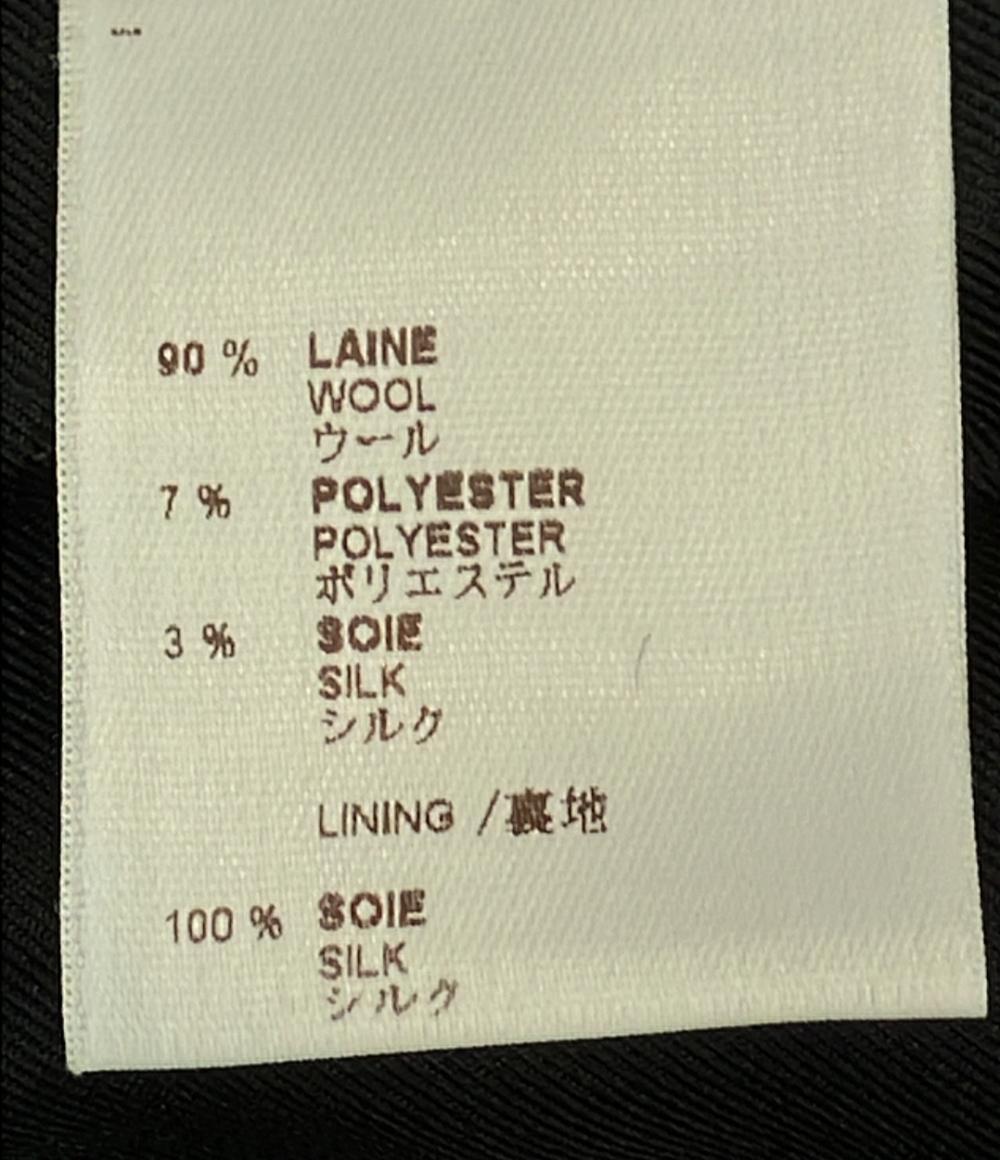 90 % LAINE
WOOL
ウール
7 % POLYESTER
POLYESTER
ポリエステル
3 % SOIE
SILK
シルク
LINING / 裏地
100 % SOIE
SILK
シルク